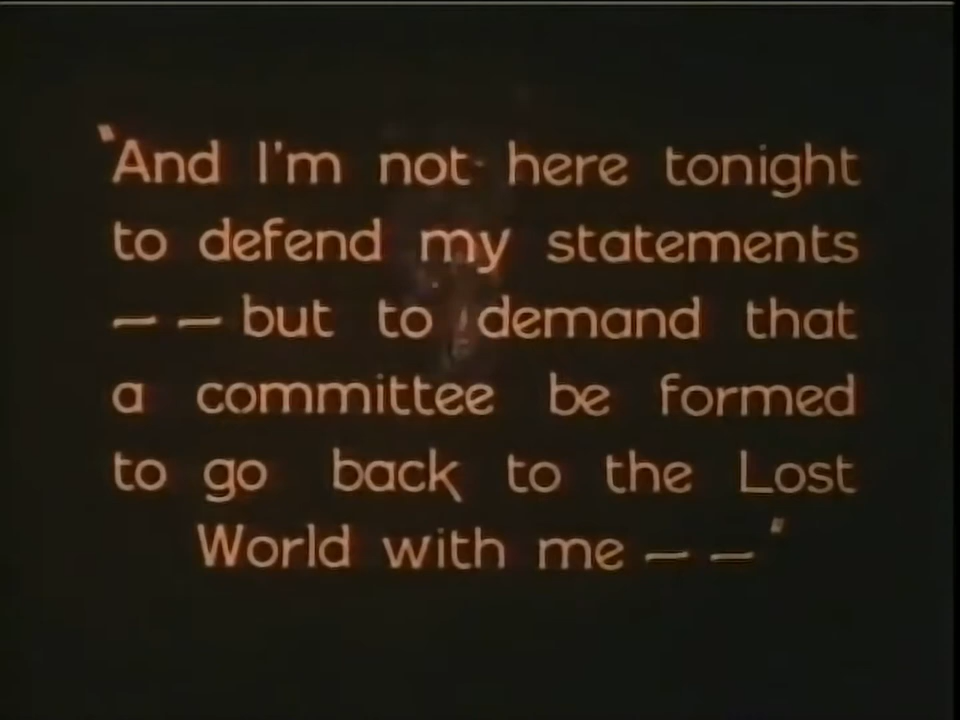 "And I'm not here tonight
to defend my statements
— — but to demand that
a committee be formed
to go back to the Lost
World with me — —"